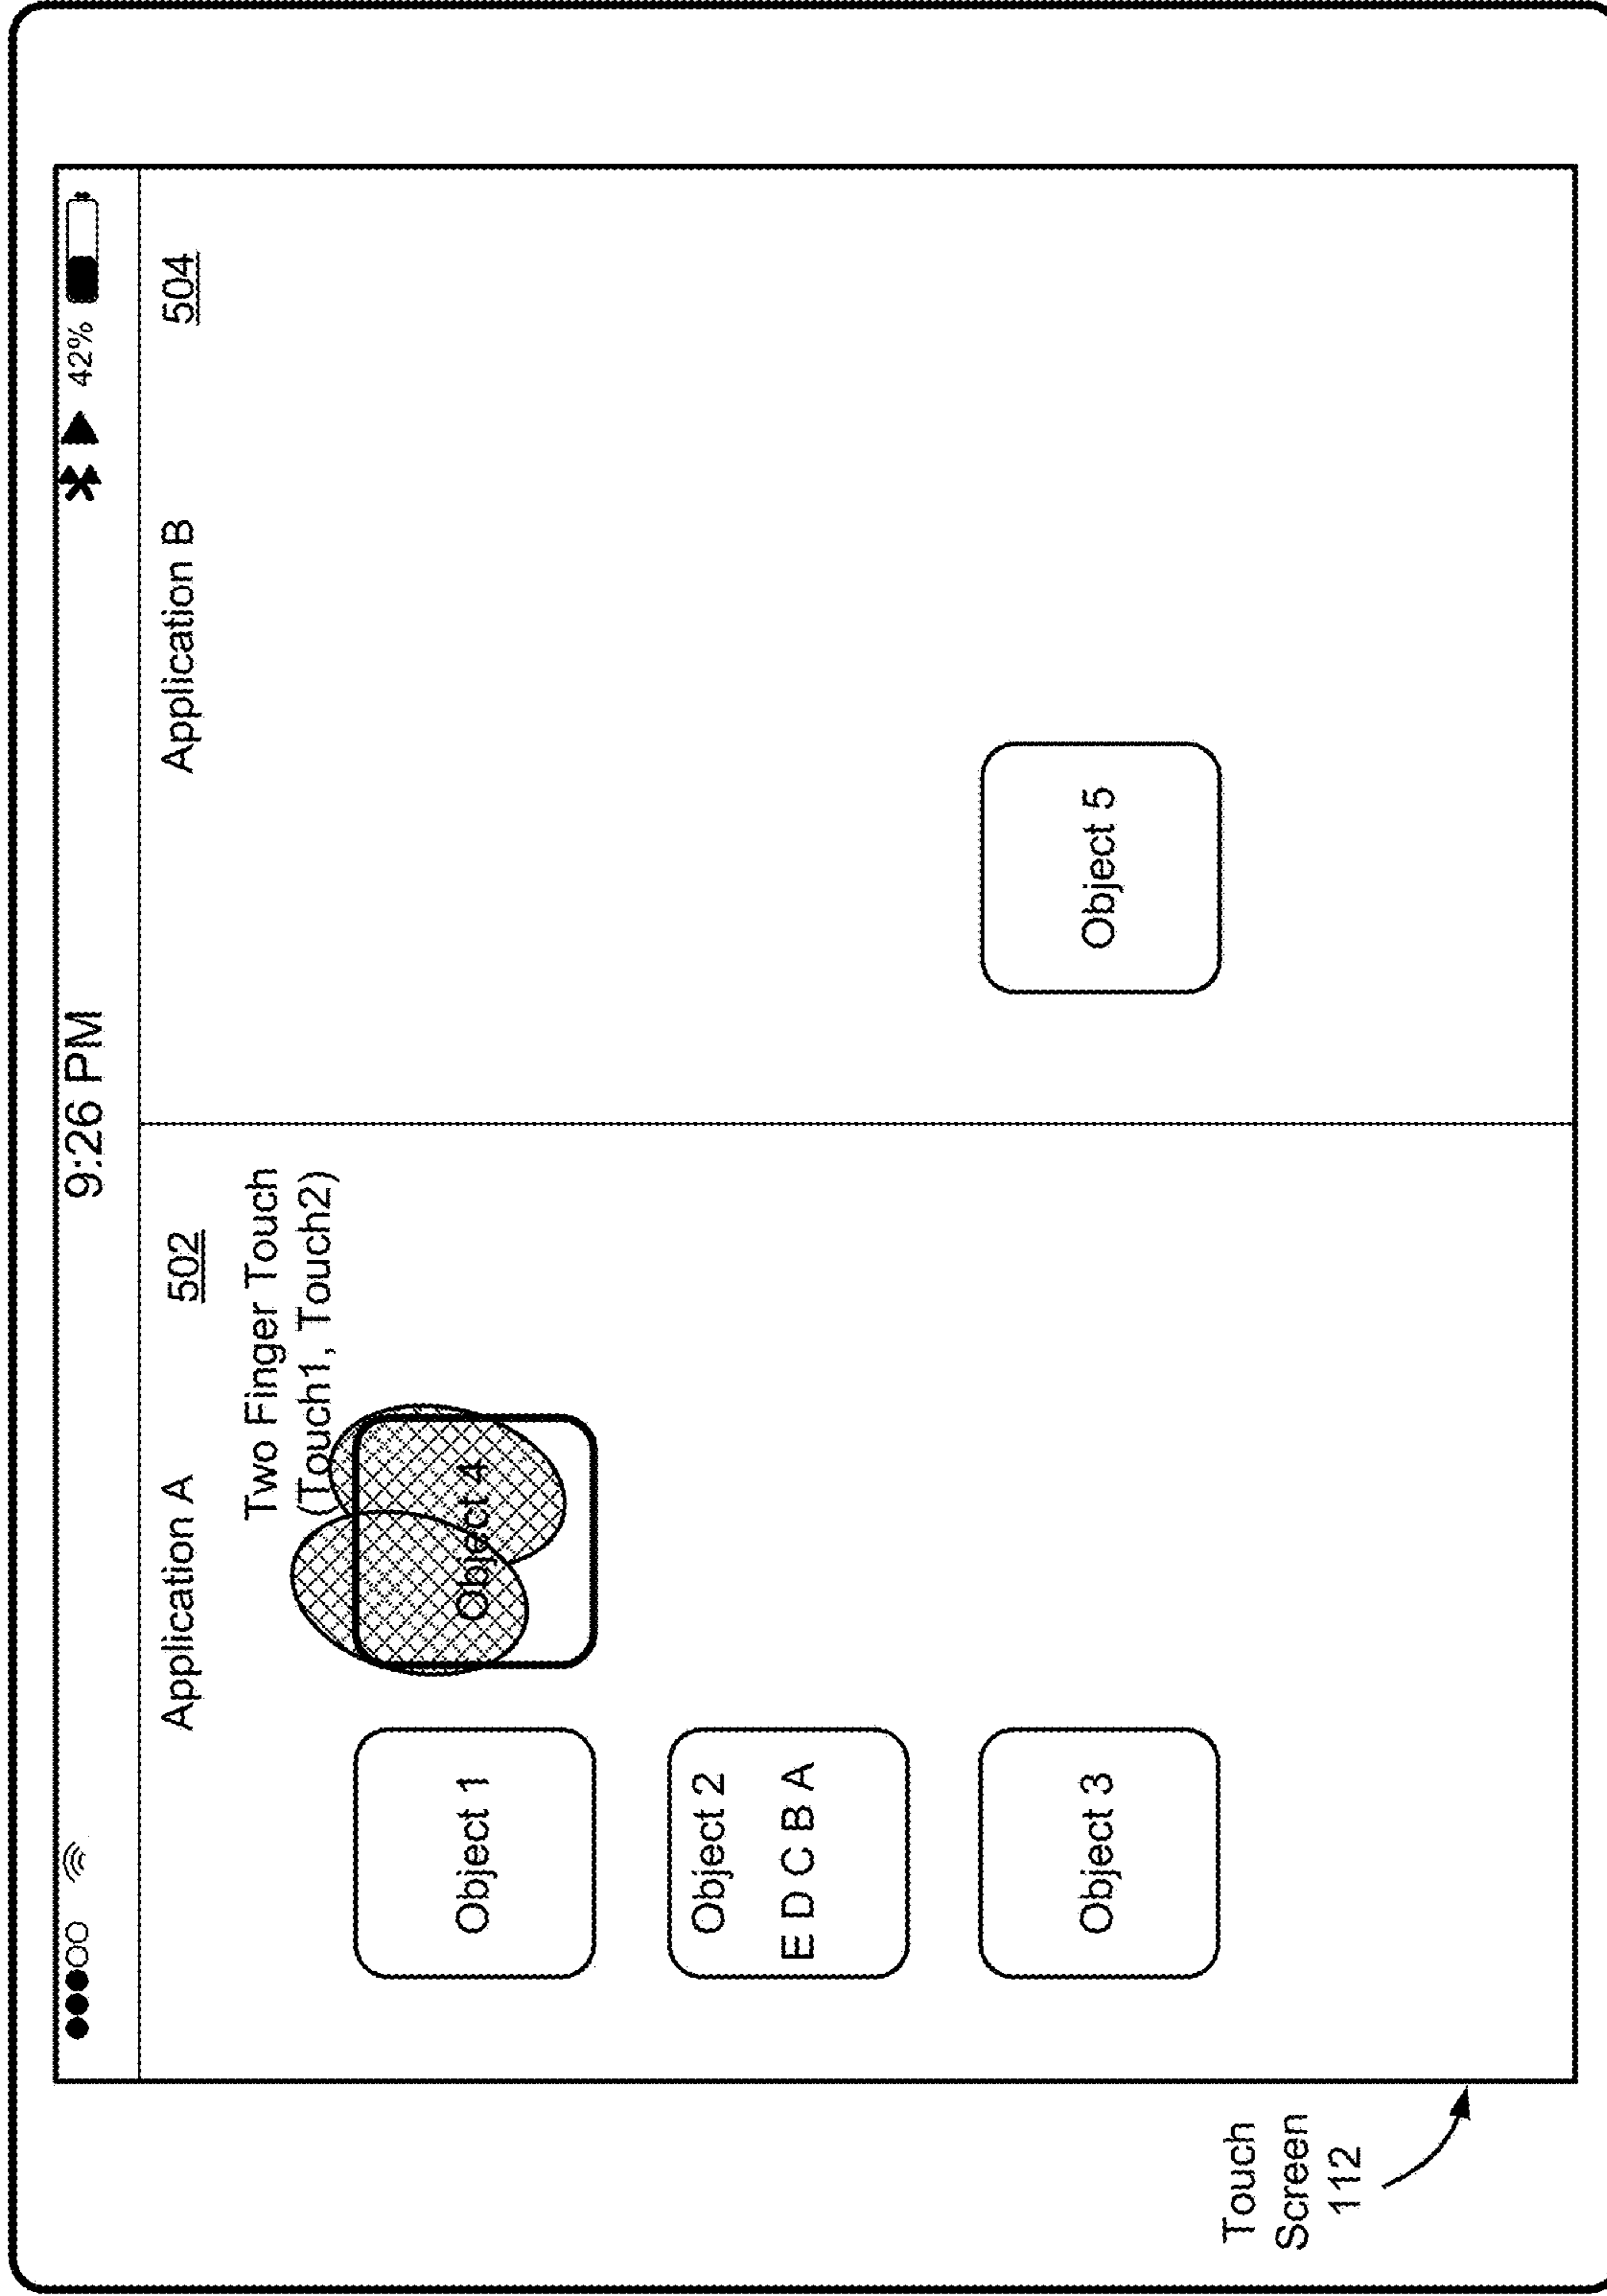 9:26 PM
42%
Application A
502
Application B
504
Two Finger Touch
(Touch1, Touch2)
Object 1
Object 4
Object 2
E D C B A
Object 3
Object 5
Touch
Screen
112